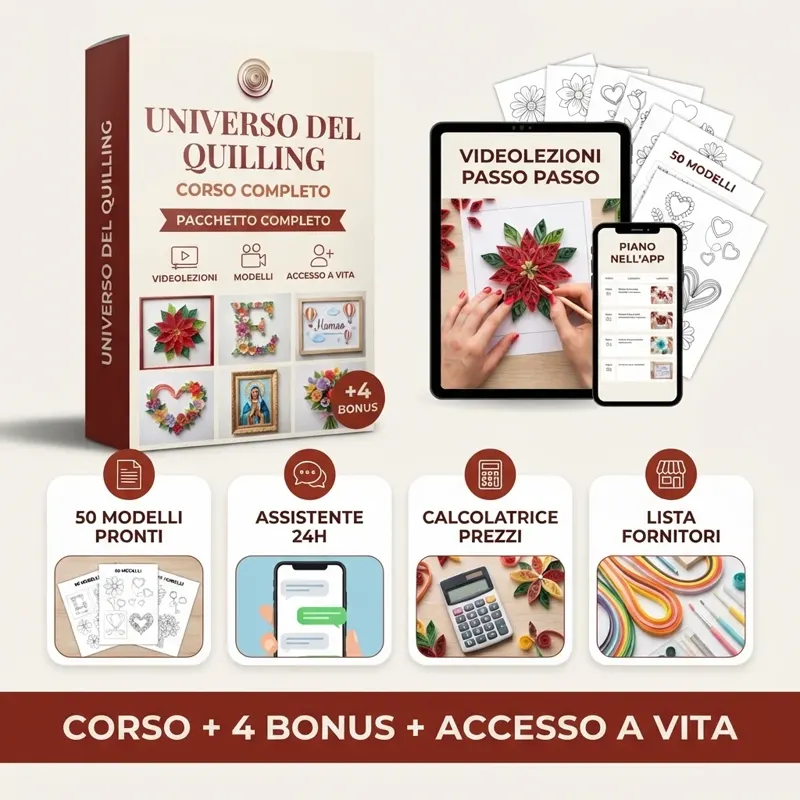 UNIVERSO DEL QUILLING
UNIVERSO DEL
QUILLING
CORSO COMPLETO
PACCHETTO COMPLETO
VIDEOLEZIONI
MODELLI
ACCESSO A VITA
+4
BONUS
VIDEOLEZIONI
PASSO PASSO
50 MODELLI
PIANO
NELL'APP
50 MODELLI
PRONTI
ASSISTENTE
24H
CALCOLATRICE
PREZZI
LISTA
FORNITORI
CORSO + 4 BONUS + ACCESSO A VITA